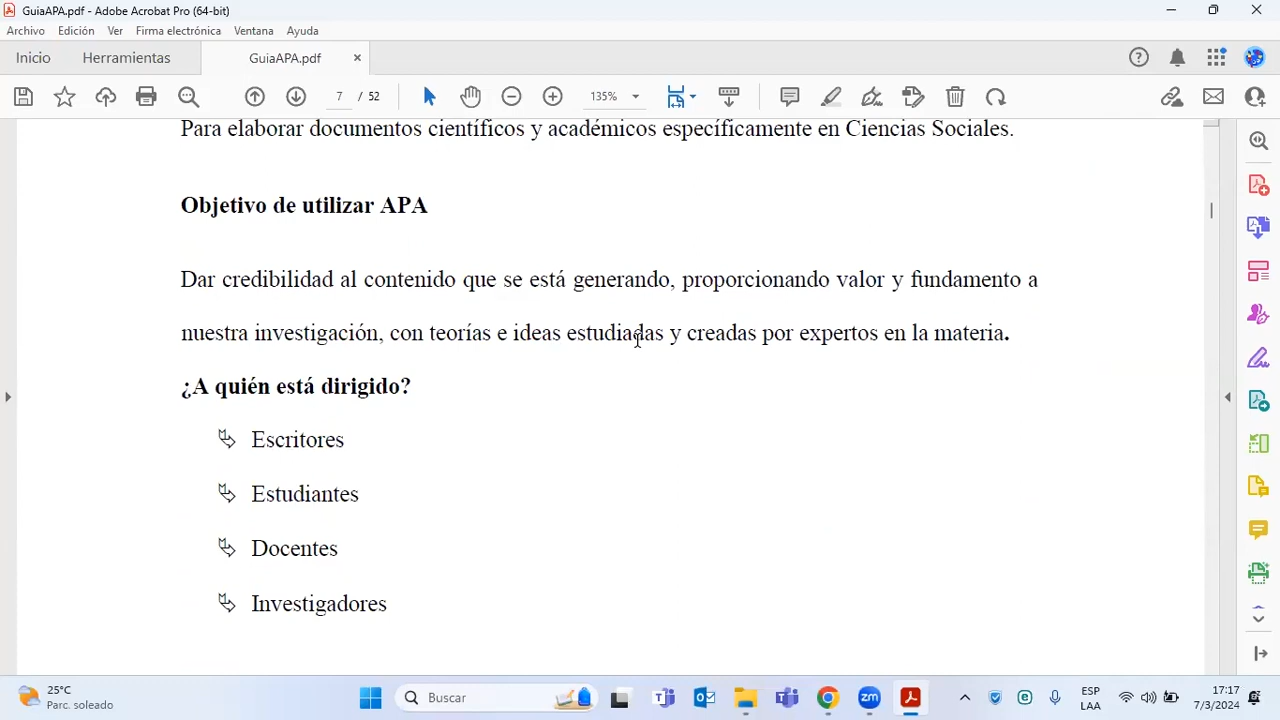 GuiaAPA.pdf - Adobe Acrobat Pro (64-bit)
Archivo Edición Ver Firma electrónica Ventana Ayuda
Inicio Herramientas GuiaAPA.pdf
7 / 52 135%
Para elaborar documentos científicos y académicos específicamente en Ciencias Sociales.
Objetivo de utilizar APA
Dar credibilidad al contenido que se está generando, proporcionando valor y fundamento a
nuestra investigación, con teorías e ideas estudiadas y creadas por expertos en la materia.
¿A quién está dirigido?
Escritores
Estudiantes
Docentes
Investigadores
25°C
Parc. soleado
Buscar
ESP
LAA
17:17
7/3/2024